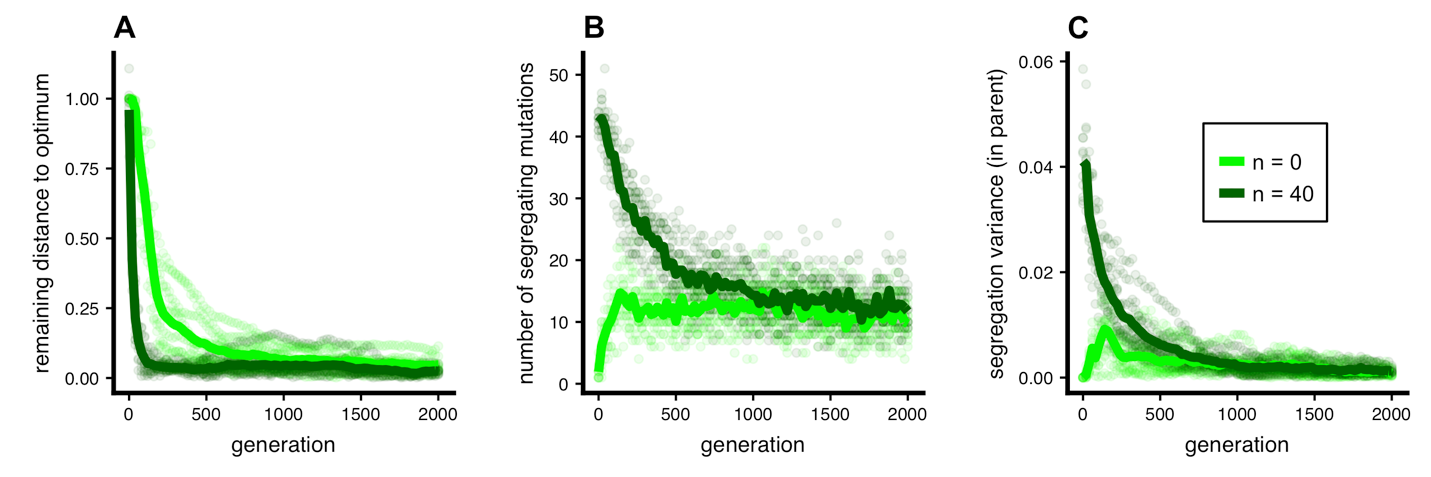 A
remaining distance to optimum
1.00
0.75
0.50
0.25
0.00
0
500
1000
1500
2000
generation
B
number of segregating mutations
50
40
30
20
10
0
0
500
1000
1500
2000
generation
C
segregation variance (in parent)
0.06
0.04
0.02
0.00
0
500
1000
1500
2000
generation
n = 0
n = 40